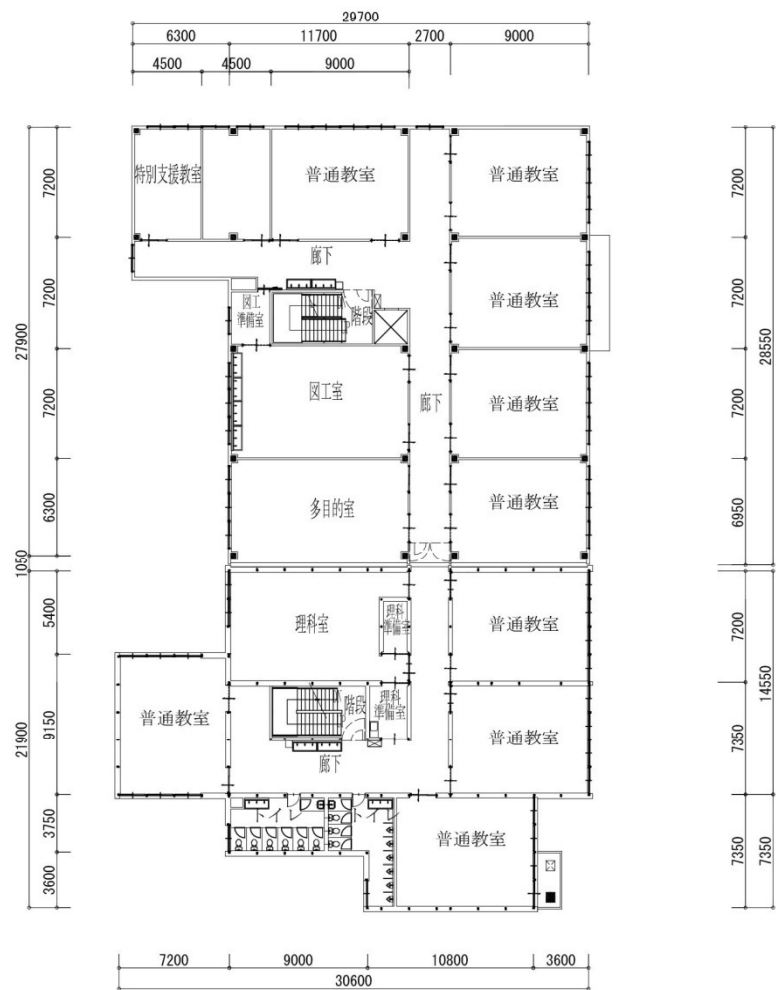 29700
6300 11700 2700 9000
4500 4500 9000
7200
7200
27900
7200
6300
1050
5400
21900
9150
3750
3600
7200
7200
28550
7200
6950
7200
14550
7350
7350
7350
特別支援教室
普通教室
普通教室
廊下
図工
準備室
階段
普通教室
図工室
廊下
普通教室
多目的室
普通教室
理科室
理科
準備室
普通教室
普通教室
階段
理科
準備室
普通教室
廊下
トイレ
トイレ
普通教室
7200 9000 10800 3600
30600